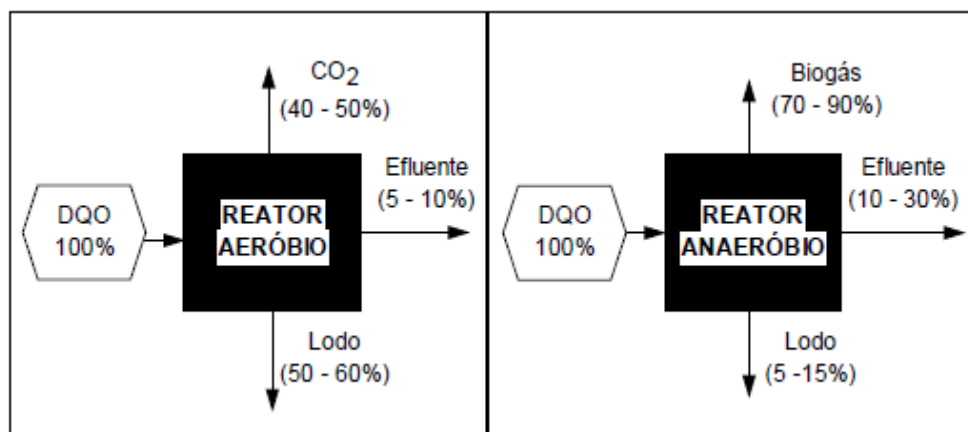 CO2
(40 - 50%)
Efluente
(5 - 10%)
DQO
100%
REATOR
AERÓBIO
Lodo
(50 - 60%)
Biogás
(70 - 90%)
Efluente
(10 - 30%)
DQO
100%
REATOR
ANAERÓBIO
Lodo
(5 -15%)